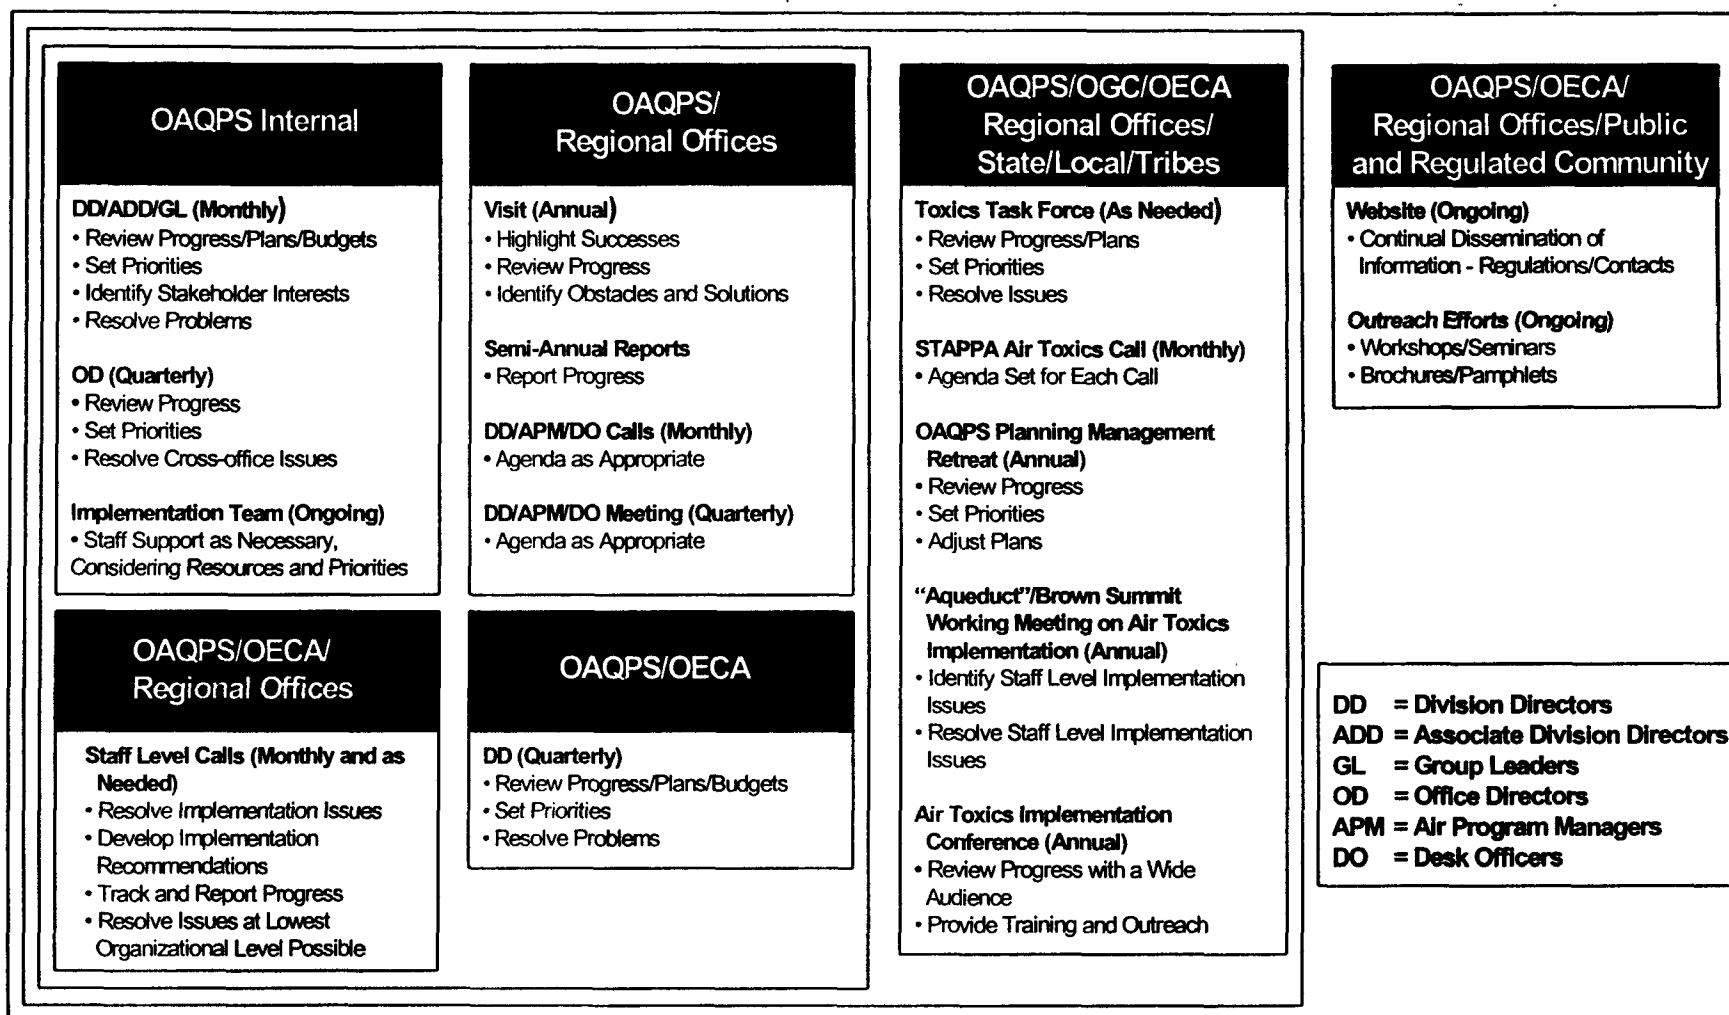 OAQPS Internal
DD/ADD/GL (Monthly)
• Review Progress/Plans/Budgets
• Set Priorities
• Identify Stakeholder Interests
• Resolve Problems
OD (Quarterly)
• Review Progress
• Set Priorities
• Resolve Cross-office Issues
Implementation Team (Ongoing)
• Staff Support as Necessary,
Considering Resources and Priorities
OAQPS/
Regional Offices
Visit (Annual)
• Highlight Successes
• Review Progress
• Identify Obstacles and Solutions
Semi-Annual Reports
• Report Progress
DD/APM/DO Calls (Monthly)
• Agenda as Appropriate
DD/APM/DO Meeting (Quarterly)
• Agenda as Appropriate
OAQPS/OECA/
Regional Offices
Staff Level Calls (Monthly and as
Needed)
• Resolve Implementation Issues
• Develop Implementation
Recommendations
• Track and Report Progress
• Resolve Issues at Lowest
Organizational Level Possible
OAQPS/OECA
DD (Quarterly)
• Review Progress/Plans/Budgets
• Set Priorities
• Resolve Problems
OAQPS/OGC/OECA
Regional Offices/
State/Local/Tribes
Toxics Task Force (As Needed)
• Review Progress/Plans
• Set Priorities
• Resolve Issues
STAPPA Air Toxics Call (Monthly)
• Agenda Set for Each Call
OAQPS Planning Management
Retreat (Annual)
• Review Progress
• Set Priorities
• Adjust Plans
“Aqueduct”/Brown Summit
Working Meeting on Air Toxics
Implementation (Annual)
• Identify Staff Level Implementation
Issues
• Resolve Staff Level Implementation
Issues
Air Toxics Implementation
Conference (Annual)
• Review Progress with a Wide
Audience
• Provide Training and Outreach
OAQPS/OECA/
Regional Offices/Public
and Regulated Community
Website (Ongoing)
• Continual Dissemination of
Information - Regulations/Contacts
Outreach Efforts (Ongoing)
• Workshops/Seminars
• Brochures/Pamphlets
DD = Division Directors
ADD = Associate Division Directors
GL = Group Leaders
OD = Office Directors
APM = Air Program Managers
DO = Desk Officers